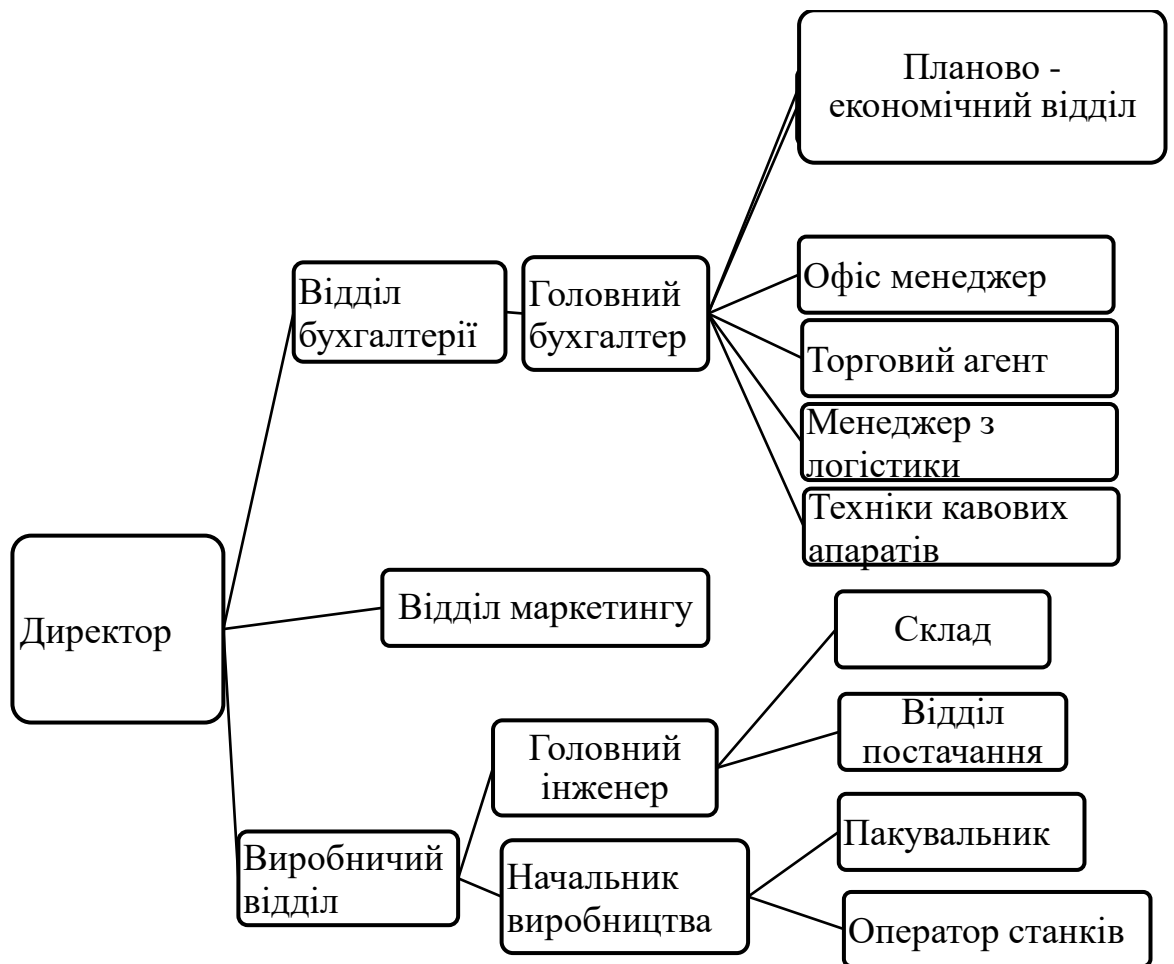 Планово -
економічний відділ
Відділ
бухгалтерії
Головний
бухгалтер
Офіс менеджер
Торговий агент
Менеджер з
логістики
Техніки кавових
апаратів
Директор
Відділ маркетингу
Склад
Головний
інженер
Відділ
постачання
Виробничий
відділ
Начальник
виробництва
Пакувальник
Оператор станків